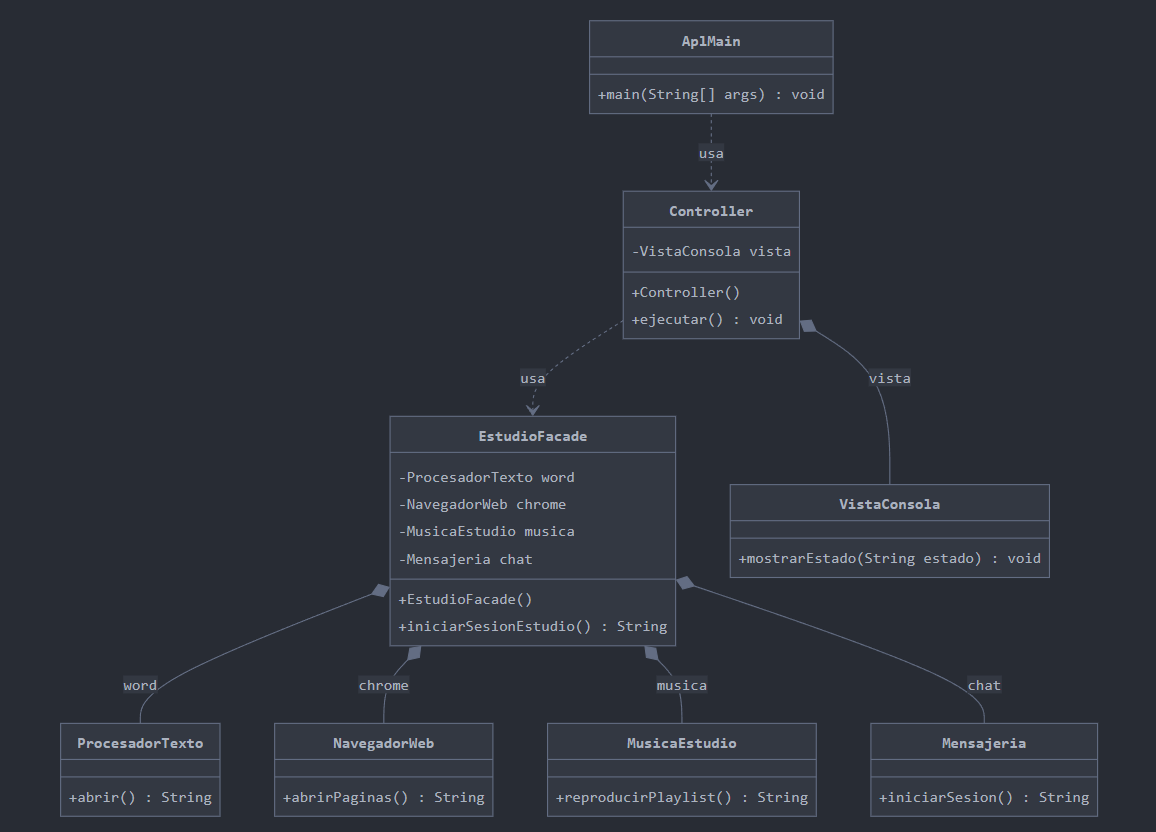 AplMain
+main(String[] args) : void
usa
Controller
-VistaConsola vista
+Controller()
+ejecutar() : void
usa
vista
EstudioFacade
-ProcesadorTexto word
-NavegadorWeb chrome
-MusicaEstudio musica
-Mensajeria chat
+EstudioFacade()
+iniciarSesionEstudio() : String
VistaConsola
+mostrarEstado(String estado) : void
word
chrome
musica
chat
ProcesadorTexto
+abrir() : String
NavegadorWeb
+abrirPaginas() : String
MusicaEstudio
+reproducirPlaylist() : String
Mensajeria
+iniciarSesion() : String